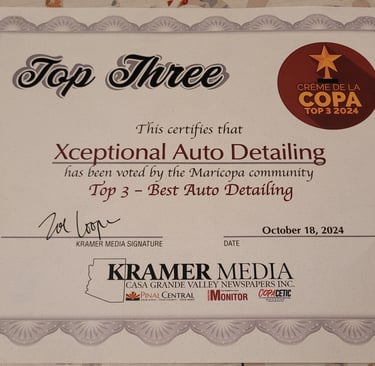 Top Three
CREME DE LA
COPA
TOP 3 2024
This certifies that
Xceptional Auto Detailing
has been voted by the Maricopa community
Top 3 – Best Auto Detailing
October 18, 2024
KRAMER MEDIA SIGNATURE
DATE
KRAMER MEDIA
CASA GRANDE VALLEY NEWSPAPERS INC.
PINAL CENTRAL
MONITOR
COPACETIC